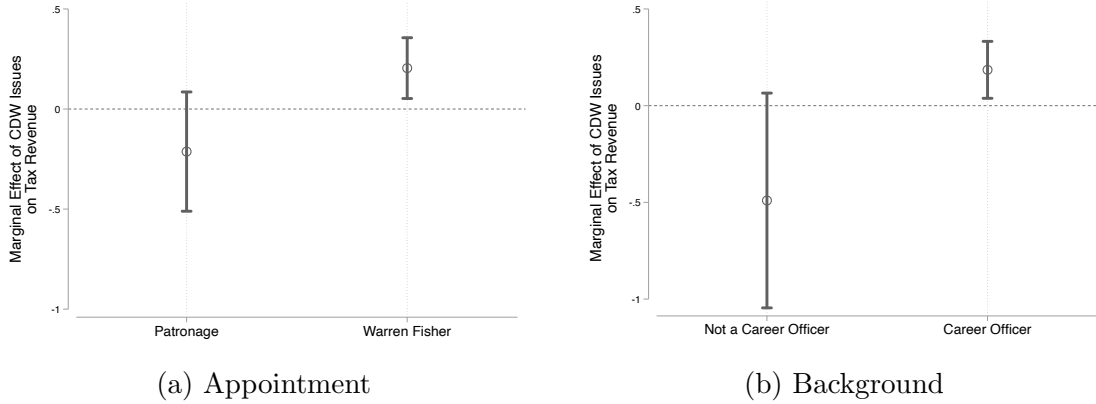 Marginal Effect of CDW Issues
on Tax Revenue
.5
0
-.5
-1
Patronage
Warren Fisher
(a) Appointment
Marginal Effect of CDW Issues
on Tax Revenue
.5
0
-.5
-1
Not a Career Officer
Career Officer
(b) Background